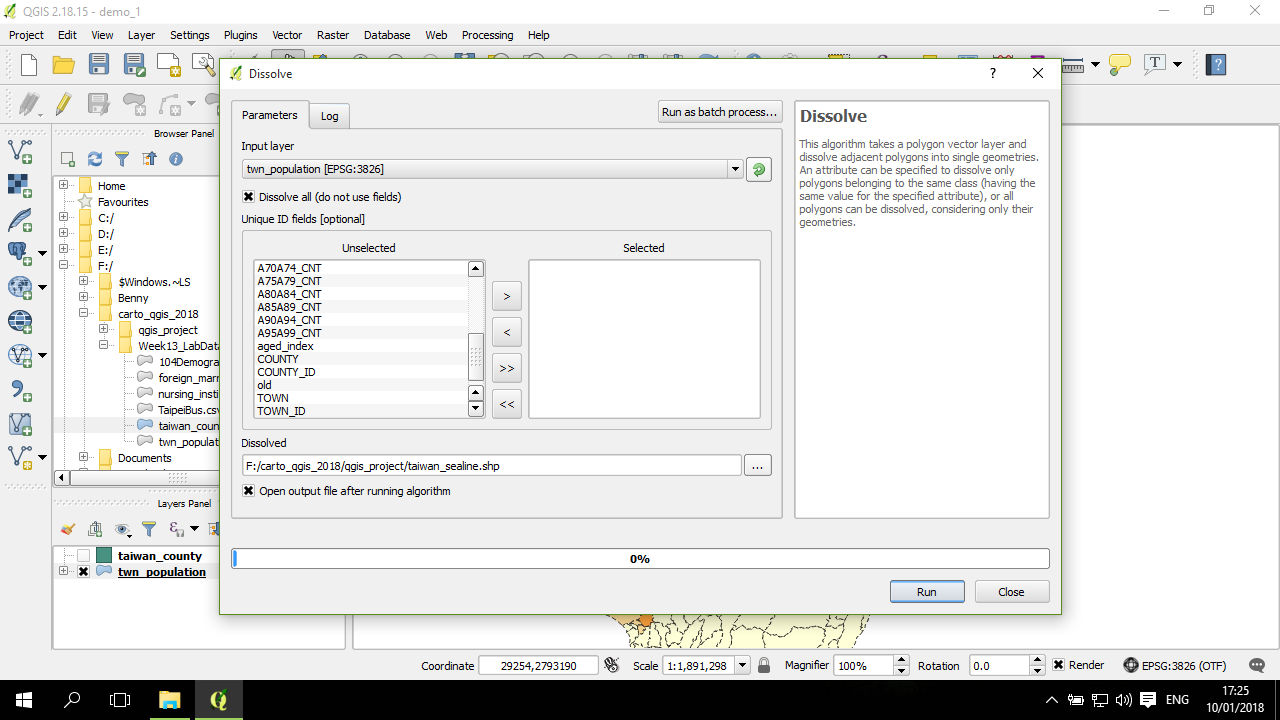 QGIS 2.18.15 - demo_1
Project Edit View Layer Settings Plugins Vector Raster Database Web Processing Help
Dissolve
Parameters
Log
Run as batch process...
Input layer
twn_population [EPSG:3826]
Dissolve all (do not use fields)
Unique ID fields [optional]
Unselected
Selected
A70A74_CNT
A75A79_CNT
A80A84_CNT
A85A89_CNT
A90A94_CNT
A95A99_CNT
aged_index
COUNTY
COUNTY_ID
old
TOWN
TOWN_ID
>
<
>>
<<
Dissolved
F:/carto_qgis_2018/qgis_project/taiwan_sealine.shp
...
Open output file after running algorithm
Dissolve
This algorithm takes a polygon vector layer and
dissolve adjacent polygons into single geometries.
An attribute can be specified to dissolve only
polygons belonging to the same class (having the
same value for the specified attribute), or all
polygons can be dissolved, considering only their
geometries.
0%
Run
Close
Browser Panel
Home
Favourites
C:/
D:/
E:/
F:/
$Windows.~LS
Benny
carto_qgis_2018
qgis_project
Week13_LabData
104Demogra
foreign_marr
nursing_insti
TaipeiBus.csv
taiwan_coun
twn_populati
Documents
Layers Panel
taiwan_county
twn_population
Coordinate 29254,2793190 Scale 1:1,891,298 Magnifier 100% Rotation 0.0 Render EPSG:3826 (OTF)
ENG
17:25
10/01/2018